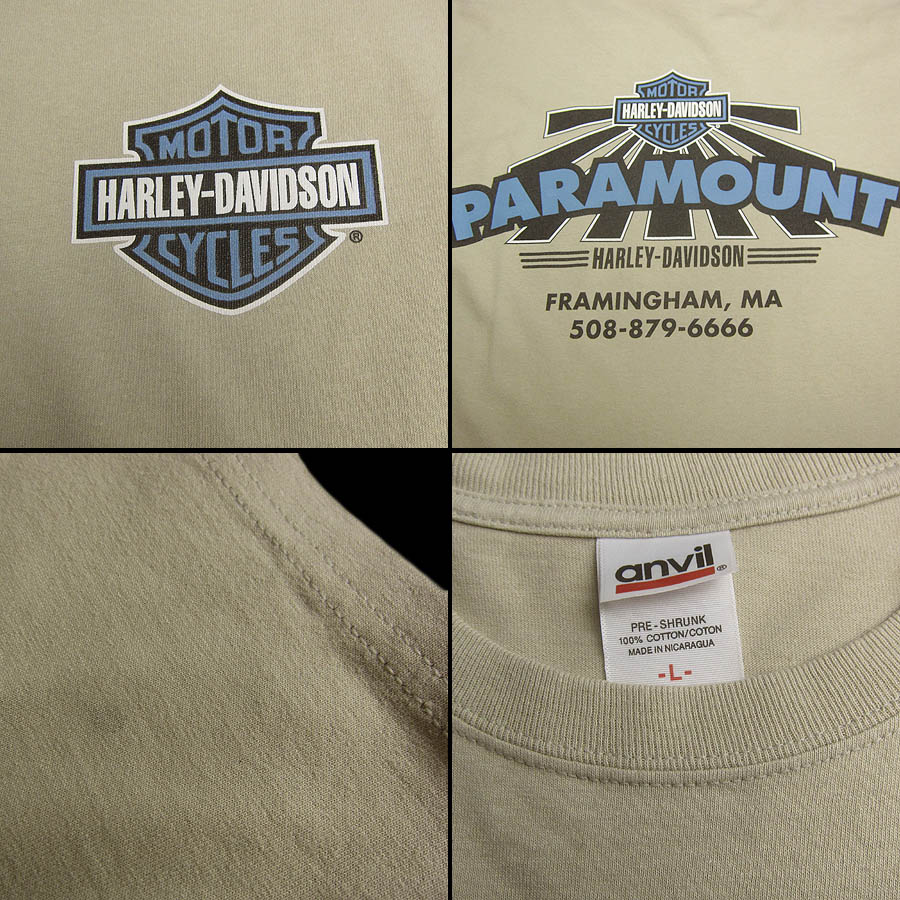 MOTOR
HARLEY-DAVIDSON
CYCLES
®
MOTOR
HARLEY-DAVIDSON
CYCLES
PARAMOUNT
HARLEY-DAVIDSON
FRAMINGHAM, MA
508-879-6666
anvil®
PRE-SHRUNK
100% COTTON/COTON
MADE IN NICARAGUA
-L-